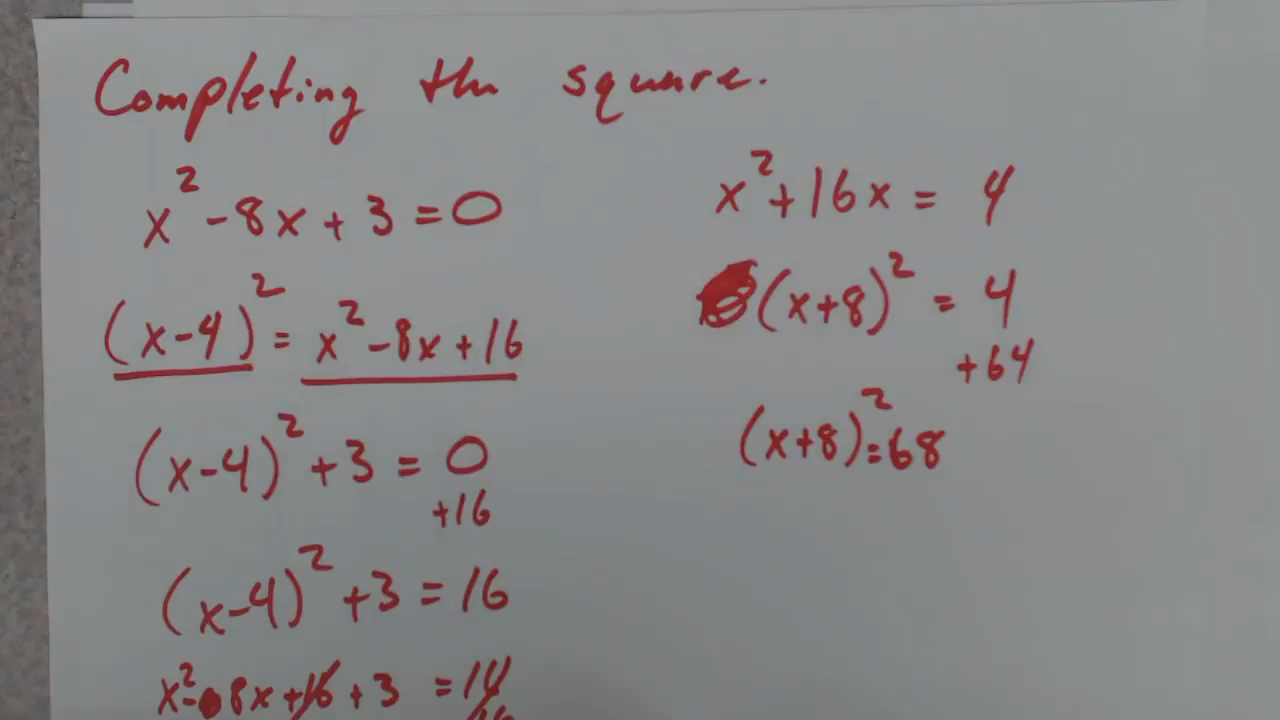 Completing the square.
x² - 8x + 3 = 0
(x-4)² = x² - 8x + 16
(x-4)² + 3 = 0
+16
(x-4)² + 3 = 16
x² - 8x + 16 + 3 = 16
x² + 16x = 4
(x+8)² = 4
+64
(x+8)² = 68